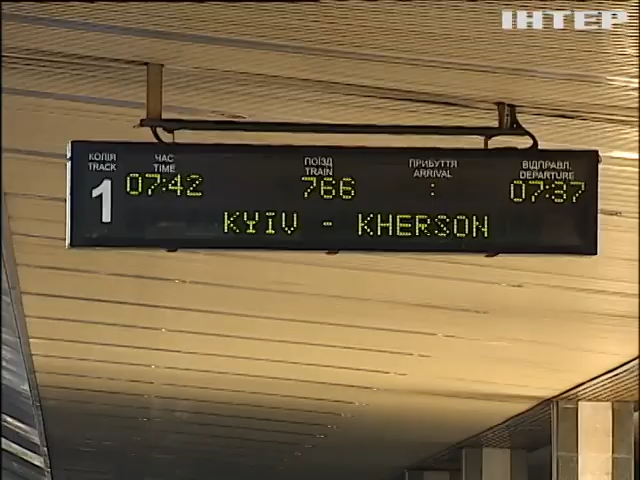 ІНТЕР
КОЛІЯ ЧАС ПОЇЗД ПРИБУТТЯ ВІДПРАВЛ.
TRACK TIME TRAIN ARRIVAL DEPARTURE
1 07:42 766 : 07:37
KYIV - KHERSON